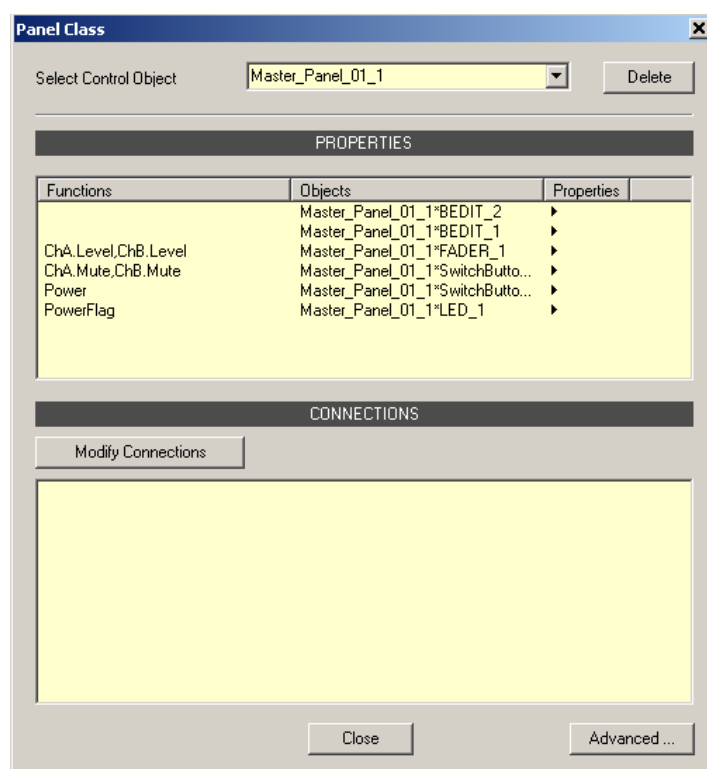 Panel Class
Select Control Object Master_Panel_01_1 Delete
PROPERTIES
Functions Objects Properties
Master_Panel_01_1*BEDIT_2
Master_Panel_01_1*BEDIT_1
ChA.Level,ChB.Level Master_Panel_01_1*FADER_1
ChA.Mute,ChB.Mute Master_Panel_01_1*SwitchButto...
Power Master_Panel_01_1*SwitchButto...
PowerFlag Master_Panel_01_1*LED_1
CONNECTIONS
Modify Connections
Close Advanced ...